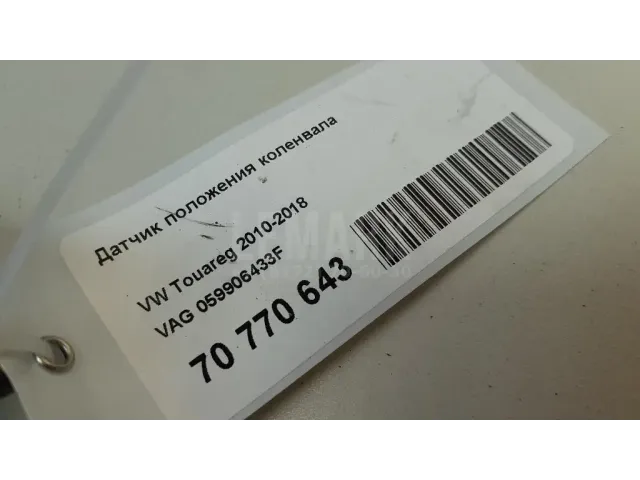 Датчик положения коленвала
VW Touareg 2010-2018
VAG 059906433F
70 770 643